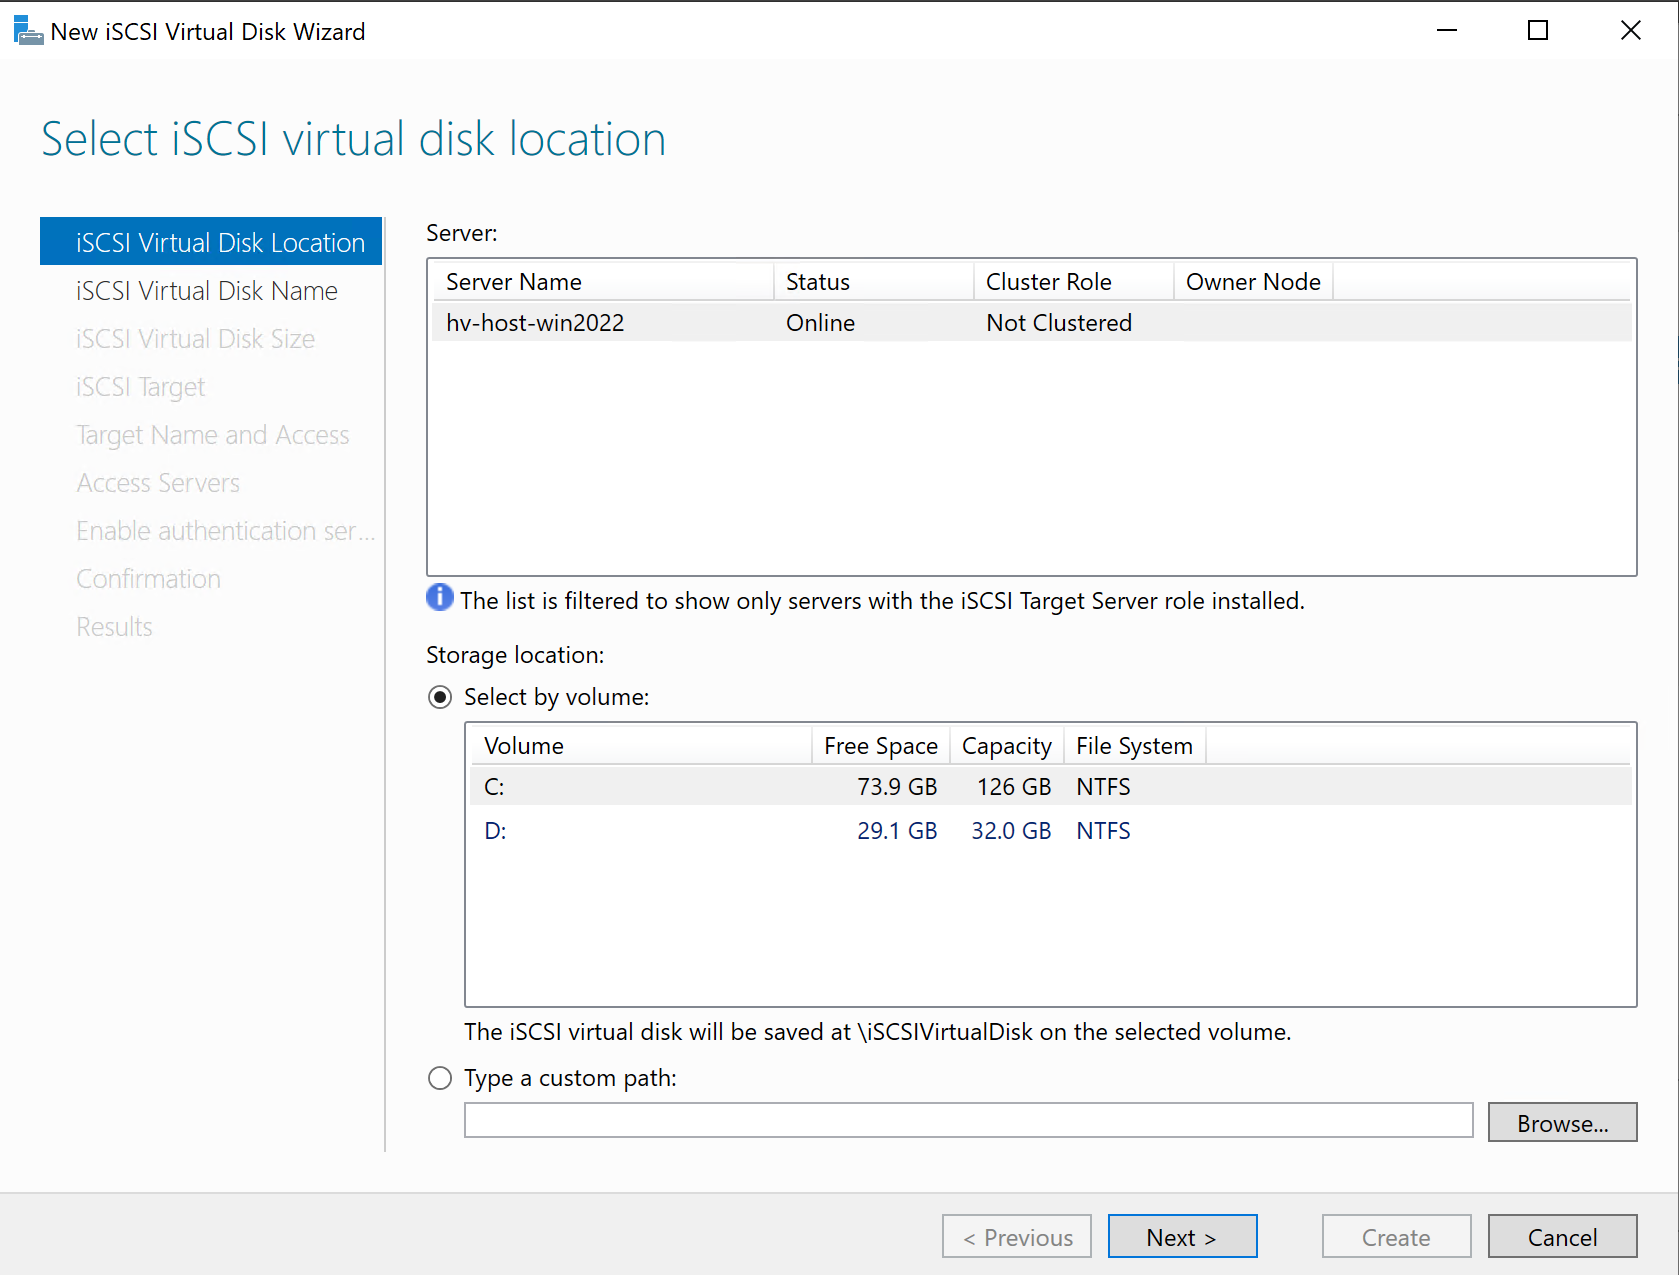 New iSCSI Virtual Disk Wizard
Select iSCSI virtual disk location
iSCSI Virtual Disk Location
iSCSI Virtual Disk Name
iSCSI Virtual Disk Size
iSCSI Target
Target Name and Access
Access Servers
Enable authentication ser...
Confirmation
Results
Server:
Server Name Status Cluster Role Owner Node
hv-host-win2022 Online Not Clustered
The list is filtered to show only servers with the iSCSI Target Server role installed.
Storage location:
Select by volume:
Volume Free Space Capacity File System
C: 73.9 GB 126 GB NTFS
D: 29.1 GB 32.0 GB NTFS
The iSCSI virtual disk will be saved at \iSCSIVirtualDisk on the selected volume.
Type a custom path:
Browse...
< Previous Next > Create Cancel